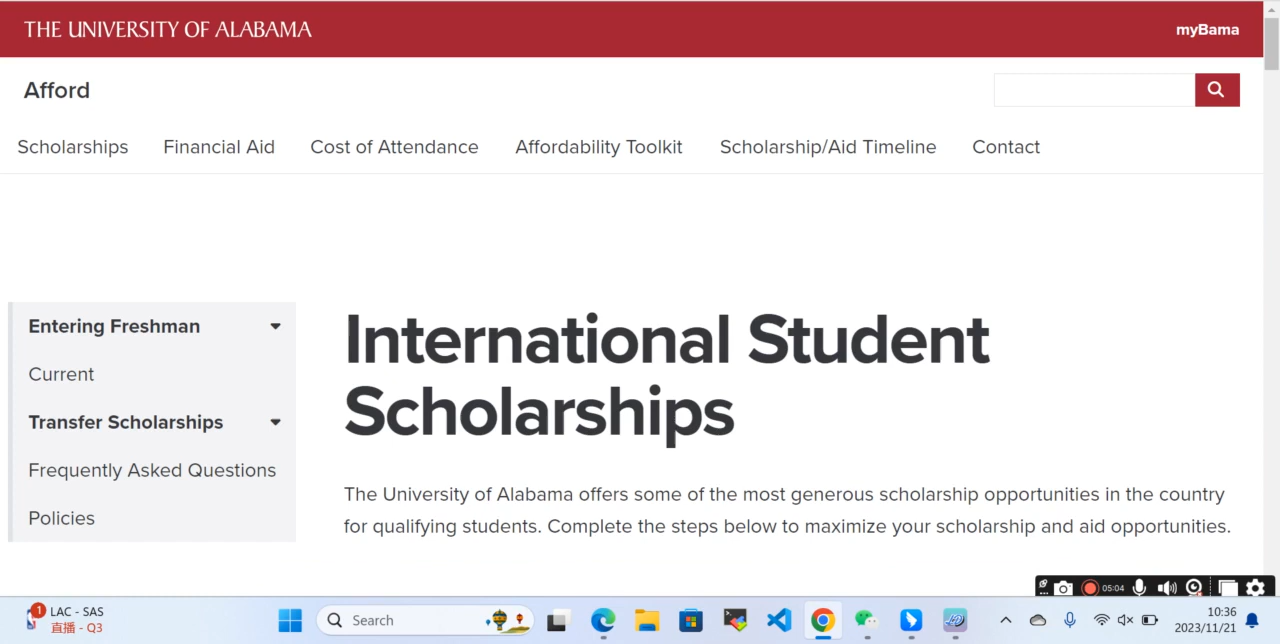 THE UNIVERSITY OF ALABAMA
myBama
Afford
Scholarships
Financial Aid
Cost of Attendance
Affordability Toolkit
Scholarship/Aid Timeline
Contact
Entering Freshman
Current
Transfer Scholarships
Frequently Asked Questions
Policies
International Student
Scholarships
The University of Alabama offers some of the most generous scholarship opportunities in the country
for qualifying students. Complete the steps below to maximize your scholarship and aid opportunities.
05:04
1
LAC - SAS
直播 - Q3
Search
10:36
2023/11/21